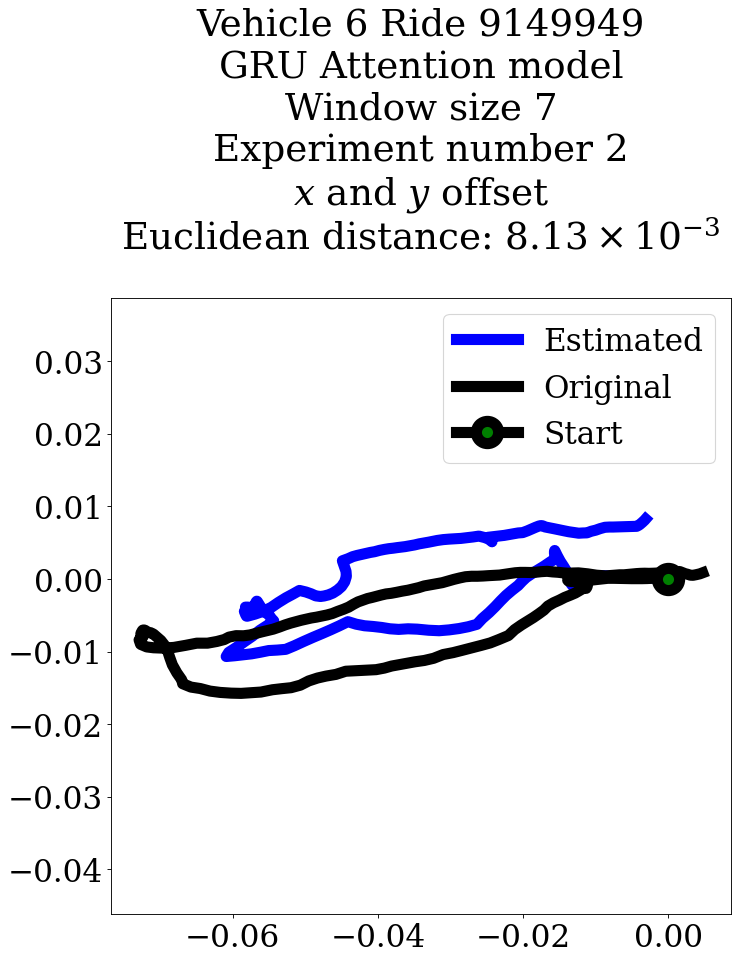 Vehicle 6 Ride 9149949
GRU Attention model
Window size 7
Experiment number 2
x and y offset
Euclidean distance: 8.13 × 10⁻³
Estimated
Original
Start
0.03
0.02
0.01
0.00
−0.01
−0.02
−0.03
−0.04
−0.06 −0.04 −0.02 0.00